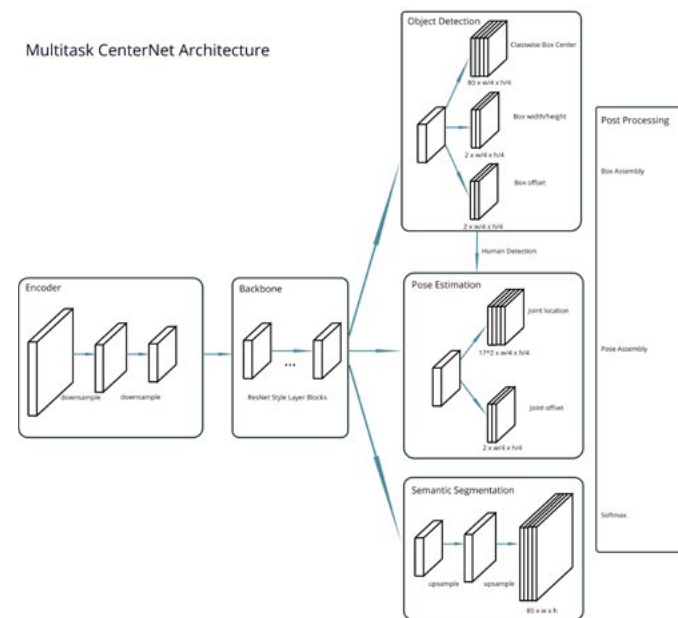 Multitask CenterNet Architecture
Object Detection
Classwise Box Center
80 x w/4 x h/4
Box width/height
2 x w/4 x h/4
Box offset
2 x w/4 x h/4
Human Detection
Encoder
downsample
downsample
Backbone
...
ResNet Style Layer Blocks
Pose Estimation
Joint location
17*2 x w/4 x h/4
Joint offset
2 x w/4 x h/4
Semantic Segmentation
upsample
upsample
80 x w x h
Post Processing
Box Assembly
Pose Assembly
Softmax